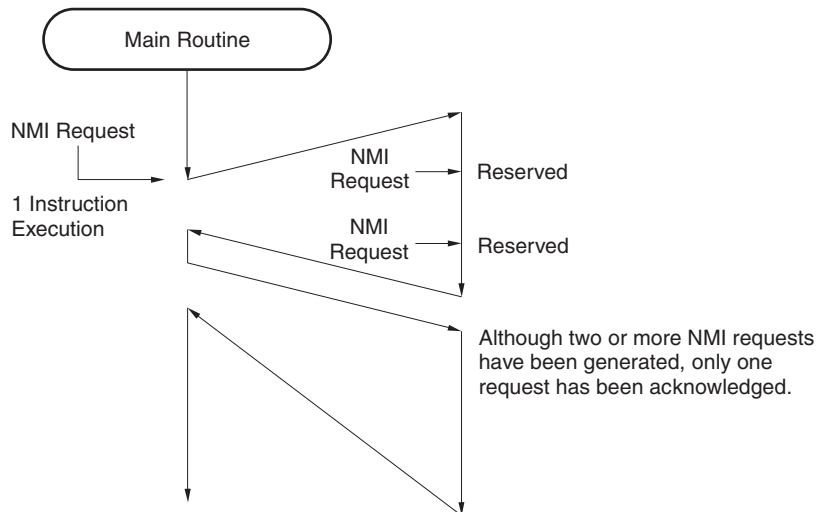 Main Routine
NMI Request
1 Instruction
Execution
NMI
Request
Reserved
NMI
Request
Reserved
Although two or more NMI requests
have been generated, only one
request has been acknowledged.